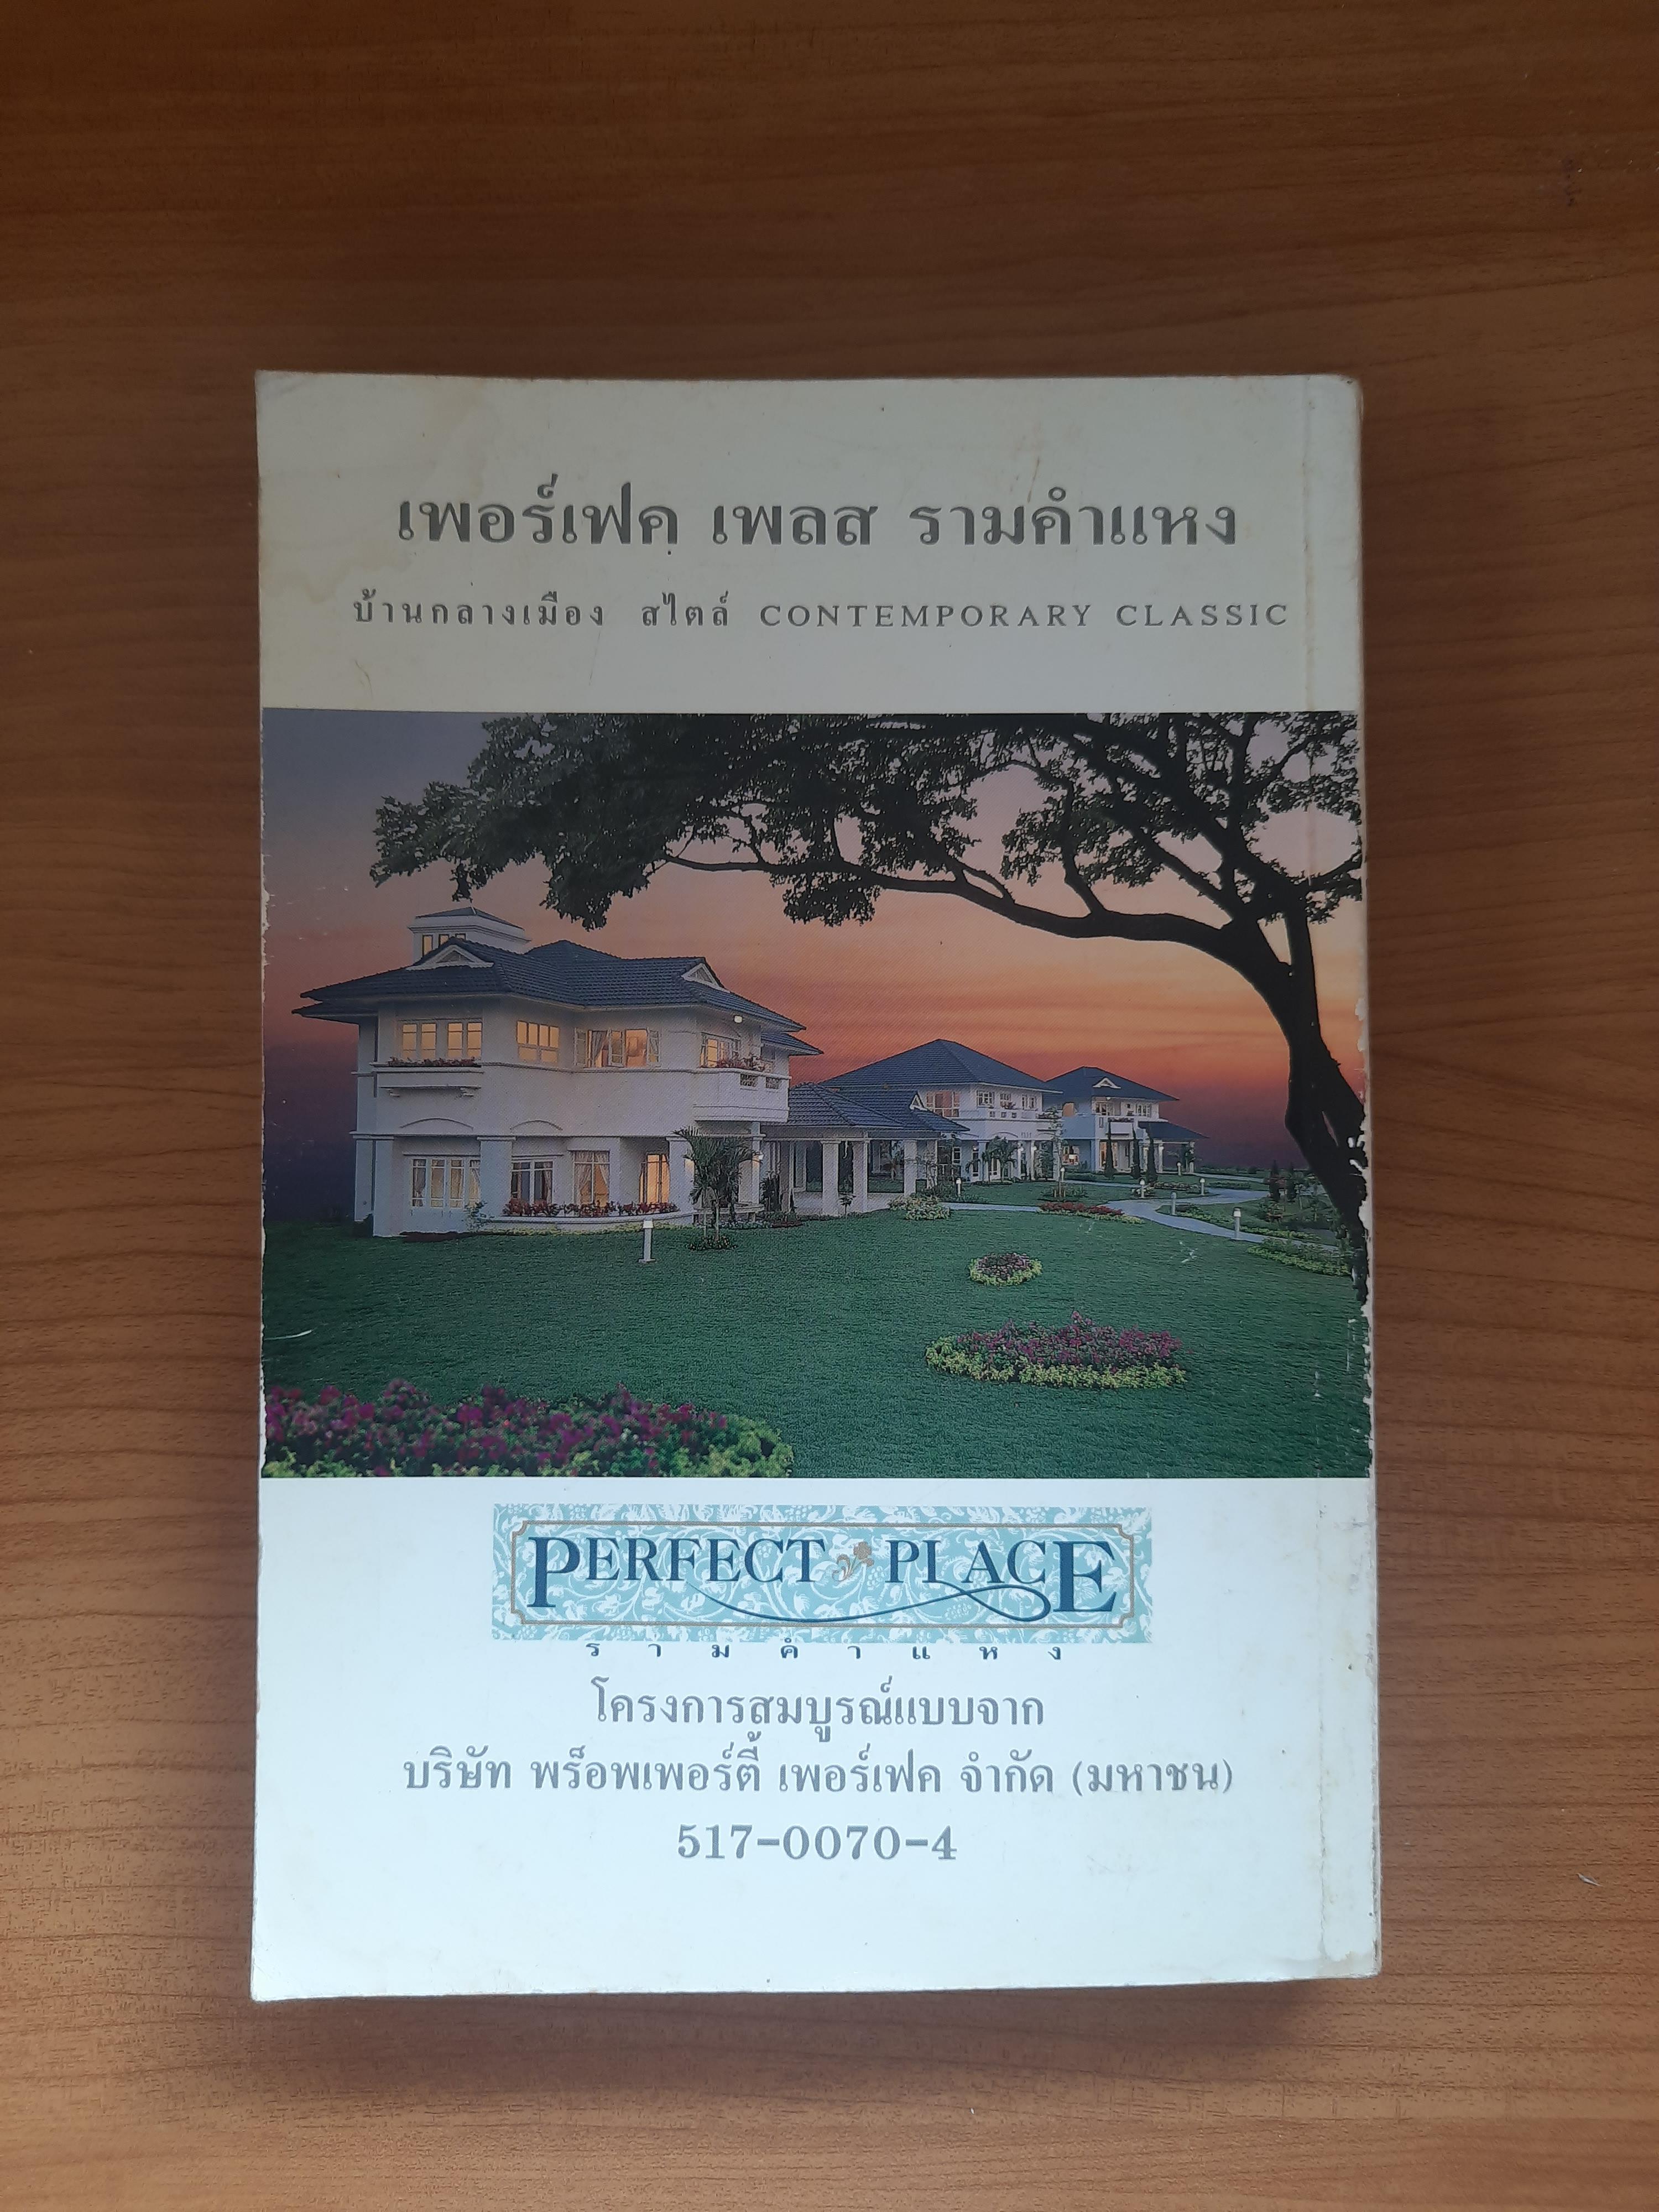 เพอร์เฟค เพลส รามคำแหง
บ้านกลางเมือง สไตล์ CONTEMPORARY CLASSIC
PERFECT PLACE
รามคำแหง
โครงการสมบูรณ์แบบจาก
บริษัท พร็อพเพอร์ตี้ เพอร์เฟค จำกัด (มหาชน)
517-0070-4